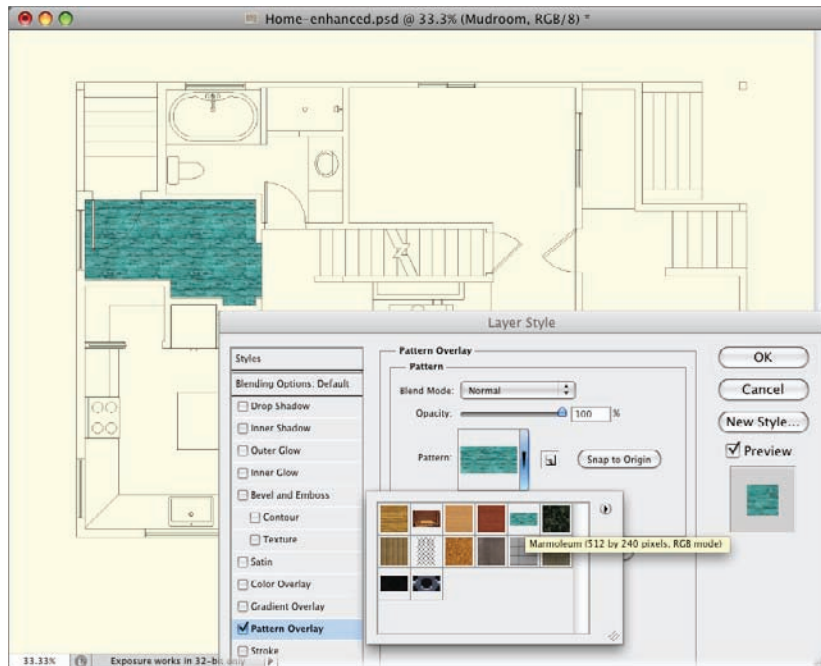 Home-enhanced.psd @ 33.3% (Mudroom, RGB/8) *
Layer Style
Styles
Blending Options: Default
Drop Shadow
Inner Shadow
Outer Glow
Inner Glow
Bevel and Emboss
Contour
Texture
Satin
Color Overlay
Gradient Overlay
Pattern Overlay
Stroke
Pattern Overlay
Pattern
Blend Mode: Normal
Opacity: 100 %
Pattern:
Snap to Origin
Marmoleum (512 by 240 pixels, RGB mode)
OK
Cancel
New Style...
Preview
33.33%
Exposure works in 32-bit only